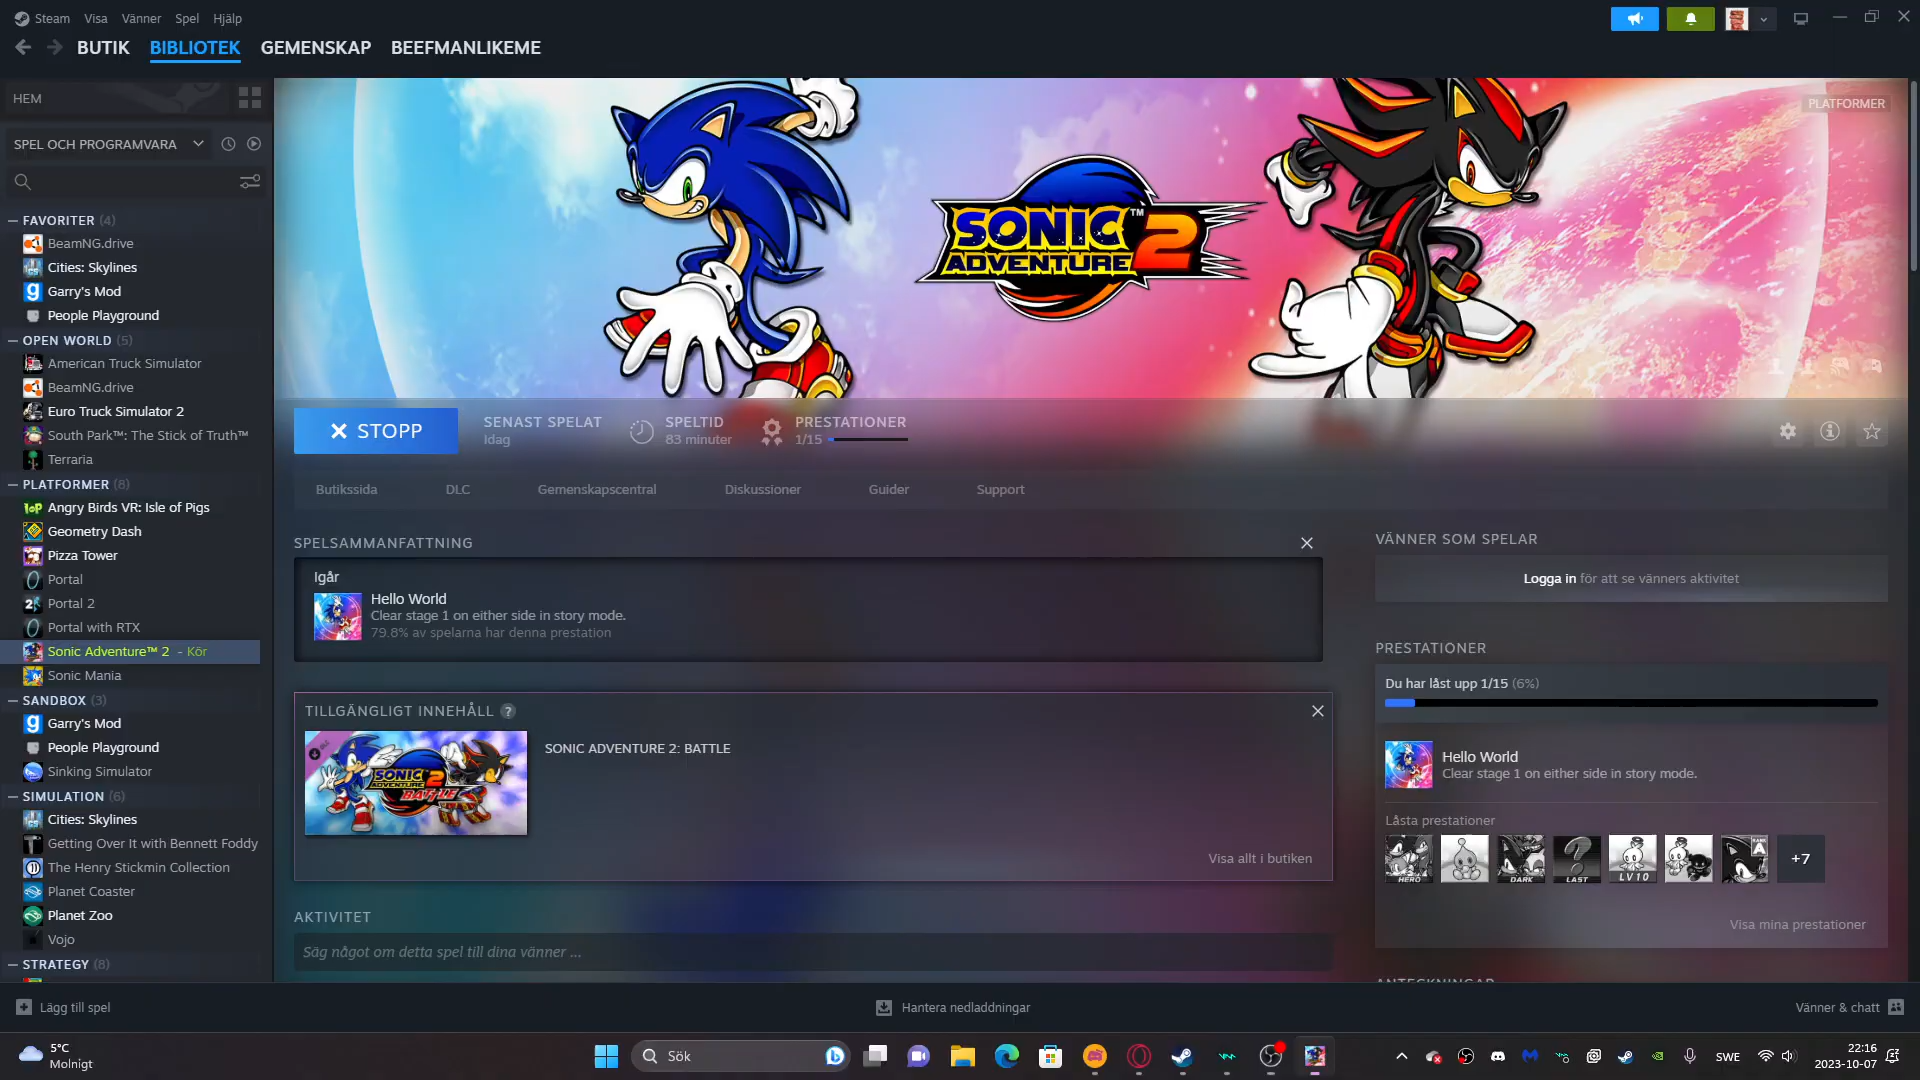 Steam Visa Vänner Spel Hjälp
BUTIK BIBLIOTEK GEMENSKAP BEEFMANLIKEME
HEM
SPEL OCH PROGRAMVARA
FAVORITER (4)
BeamNG.drive
Cities: Skylines
Garry's Mod
People Playground
OPEN WORLD (5)
American Truck Simulator
BeamNG.drive
Euro Truck Simulator 2
South Park™: The Stick of Truth™
Terraria
PLATFORMER (8)
Angry Birds VR: Isle of Pigs
Geometry Dash
Pizza Tower
Portal
Portal 2
Portal with RTX
Sonic Adventure™ 2 - Kör
Sonic Mania
SANDBOX (3)
Garry's Mod
People Playground
Sinking Simulator
SIMULATION (6)
Cities: Skylines
Getting Over It with Bennett Foddy
The Henry Stickmin Collection
Planet Coaster
Planet Zoo
Vojo
STRATEGY (8)
PLATFORMER
SONIC™
ADVENTURE 2
STOPP
SENAST SPELAT
Idag
SPELTID
83 minuter
PRESTATIONER
1/15
Butikssida DLC Gemenskapscentral Diskussioner Guider Support
SPELSAMMANFATTNING
Igår
Hello World
Clear stage 1 on either side in story mode.
79.8% av spelarna har denna prestation
TILLGÄNGLIGT INNEHÅLL ?
SONIC
ADVENTURE 2
BATTLE
SONIC ADVENTURE 2: BATTLE
Visa allt i butiken
AKTIVITET
Säg något om detta spel till dina vänner ...
VÄNNER SOM SPELAR
Logga in för att se vänners aktivitet
PRESTATIONER
Du har låst upp 1/15 (6%)
Hello World
Clear stage 1 on either side in story mode.
Låsta prestationer
HERO DARK LAST LV10 RANK A +7
Visa mina prestationer
ANTECKNINGAR
Lägg till spel
Hantera nedladdningar
Vänner & chatt
5°C
Molnigt
Sök
SWE
22:16
2023-10-07